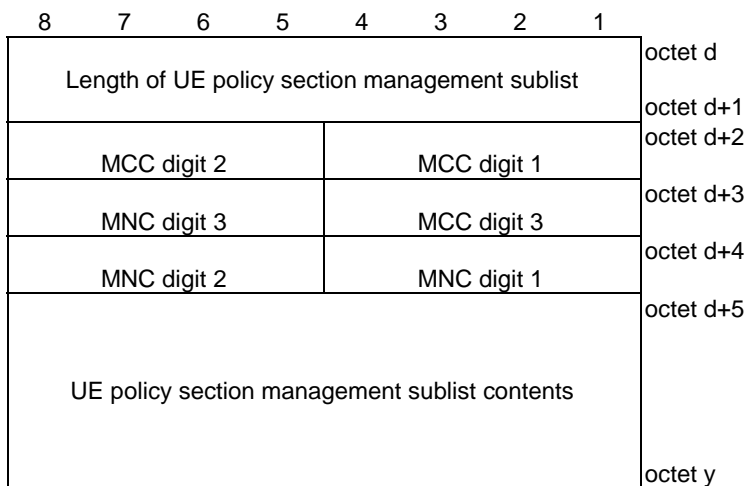 8 7 6 5 4 3 2 1
octet d
Length of UE policy section management sublist
octet d+1
octet d+2
MCC digit 2 MCC digit 1
octet d+3
MNC digit 3 MCC digit 3
octet d+4
MNC digit 2 MNC digit 1
octet d+5
UE policy section management sublist contents
octet y